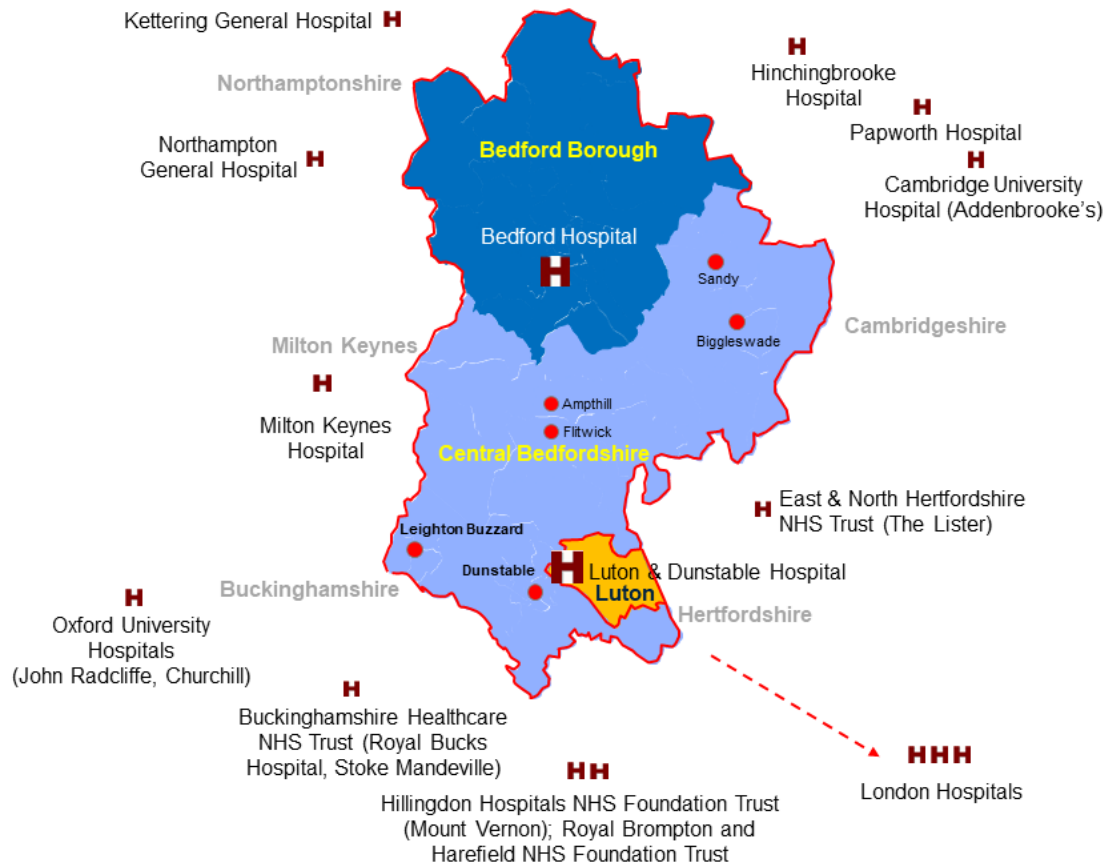 Kettering General Hospital
Northamptonshire
Hinchingbrooke
Hospital
Papworth Hospital
Northampton
General Hospital
Bedford Borough
Cambridge University
Hospital (Addenbrooke's)
Bedford Hospital
Sandy
Cambridgeshire
Biggleswade
Milton Keynes
Milton Keynes
Hospital
Ampthill
Flitwick
Central Bedfordshire
East & North Hertfordshire
NHS Trust (The Lister)
Leighton Buzzard
Dunstable
Luton & Dunstable Hospital
Luton
Buckinghamshire
Hertfordshire
Oxford University
Hospitals
(John Radcliffe, Churchill)
Buckinghamshire Healthcare
NHS Trust (Royal Bucks
Hospital, Stoke Mandeville)
H H H
London Hospitals
H H
Hillingdon Hospitals NHS Foundation Trust
(Mount Vernon); Royal Brompton and
Harefield NHS Foundation Trust